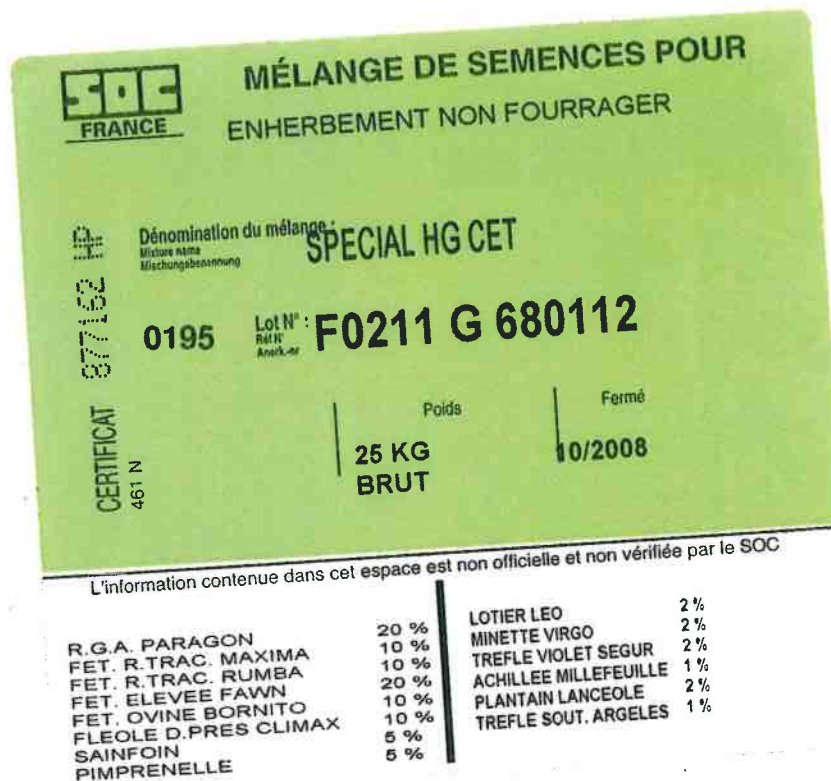 SOC
FRANCE
MÉLANGE DE SEMENCES POUR
ENHERBEMENT NON FOURRAGER
CERTIFICAT 877162 HP
461 N
Dénomination du mélange :
Mixture name
Mischungsbenennung
SPECIAL HG CET
0195
Lot N° :
Ref N°
Anerk.-nr
F0211 G 680112
Poids
25 KG
BRUT
Fermé
10/2008
L'information contenue dans cet espace est non officielle et non vérifiée par le SOC
R.G.A. PARAGON 20 %
FET. R.TRAC. MAXIMA 10 %
FET. R.TRAC. RUMBA 10 %
FET. ELEVEE FAWN 20 %
FET. OVINE BORNITO 10 %
FLEOLE D.PRES CLIMAX 10 %
SAINFOIN 5 %
PIMPRENELLE 5 %
LOTIER LEO 2 %
MINETTE VIRGO 2 %
TREFLE VIOLET SEGUR 2 %
ACHILLEE MILLEFEUILLE 1 %
PLANTAIN LANCEOLE 2 %
TREFLE SOUT. ARGELES 1 %